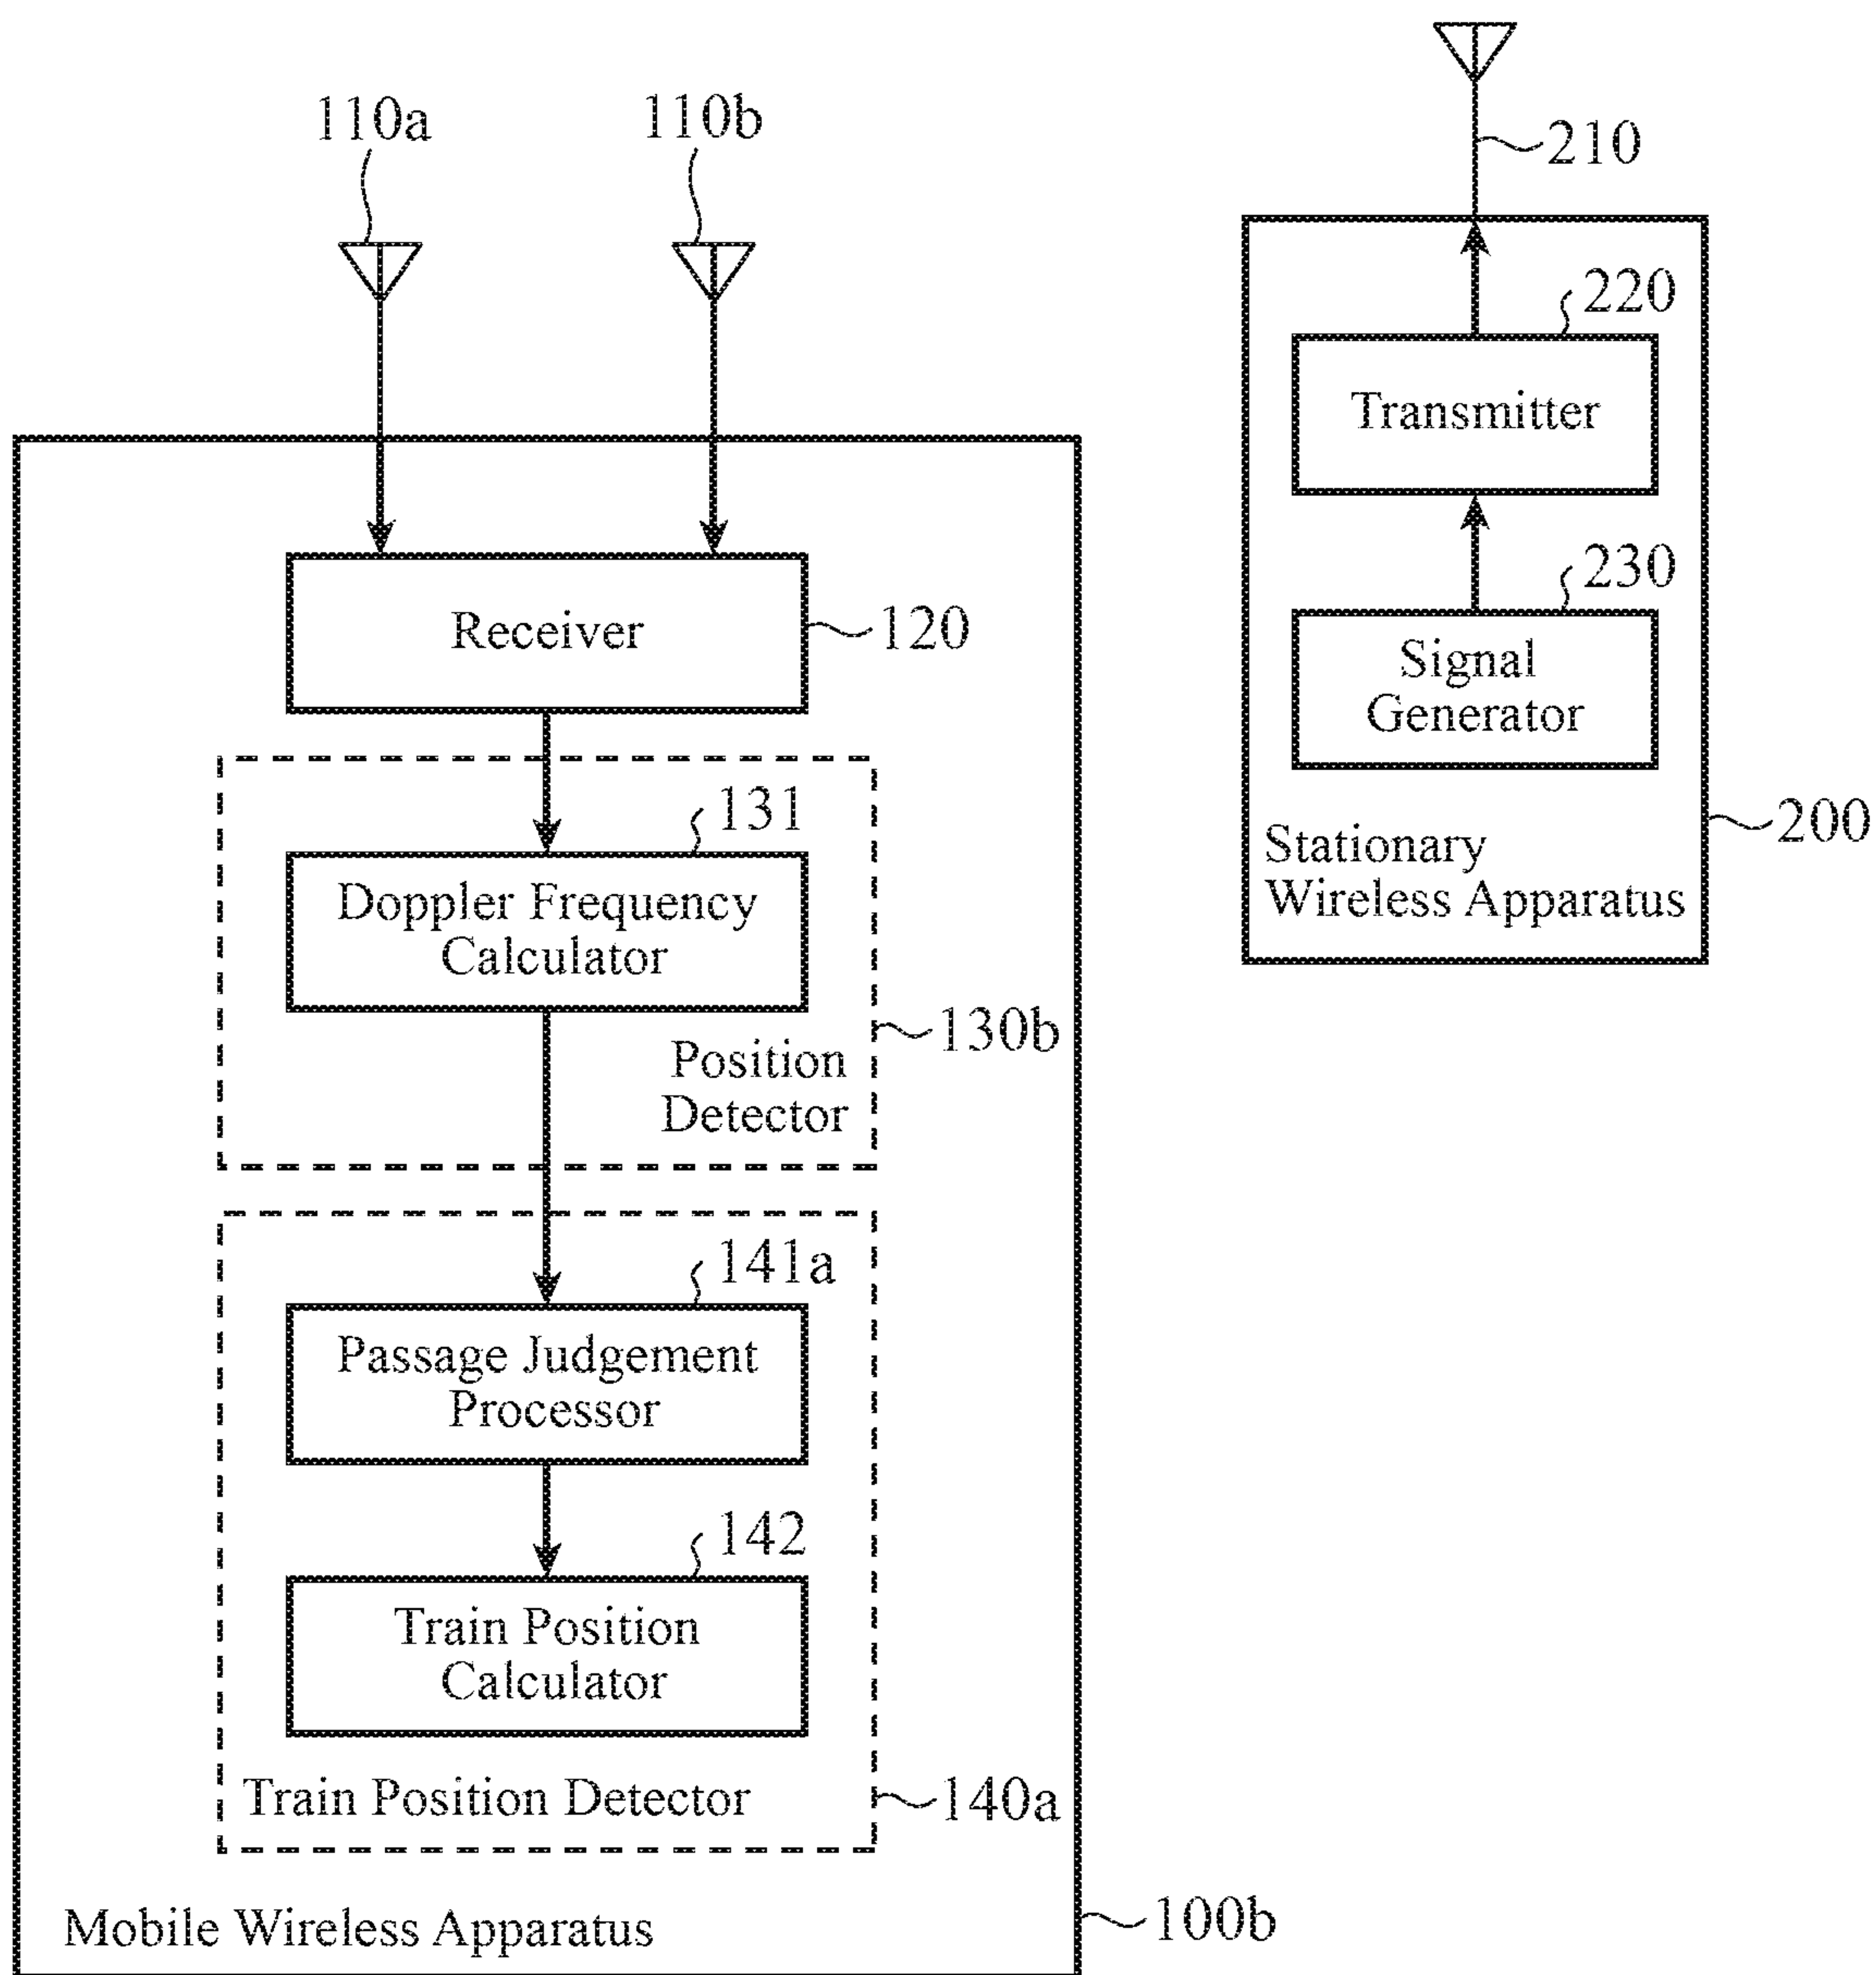 110a
110b
210
220
Transmitter
230
Signal
Generator
200
Stationary
Wireless Apparatus
Receiver
120
131
Doppler Frequency
Calculator
130b
Position
Detector
141a
Passage Judgement
Processor
142
Train Position
Calculator
Train Position Detector
140a
Mobile Wireless Apparatus
100b